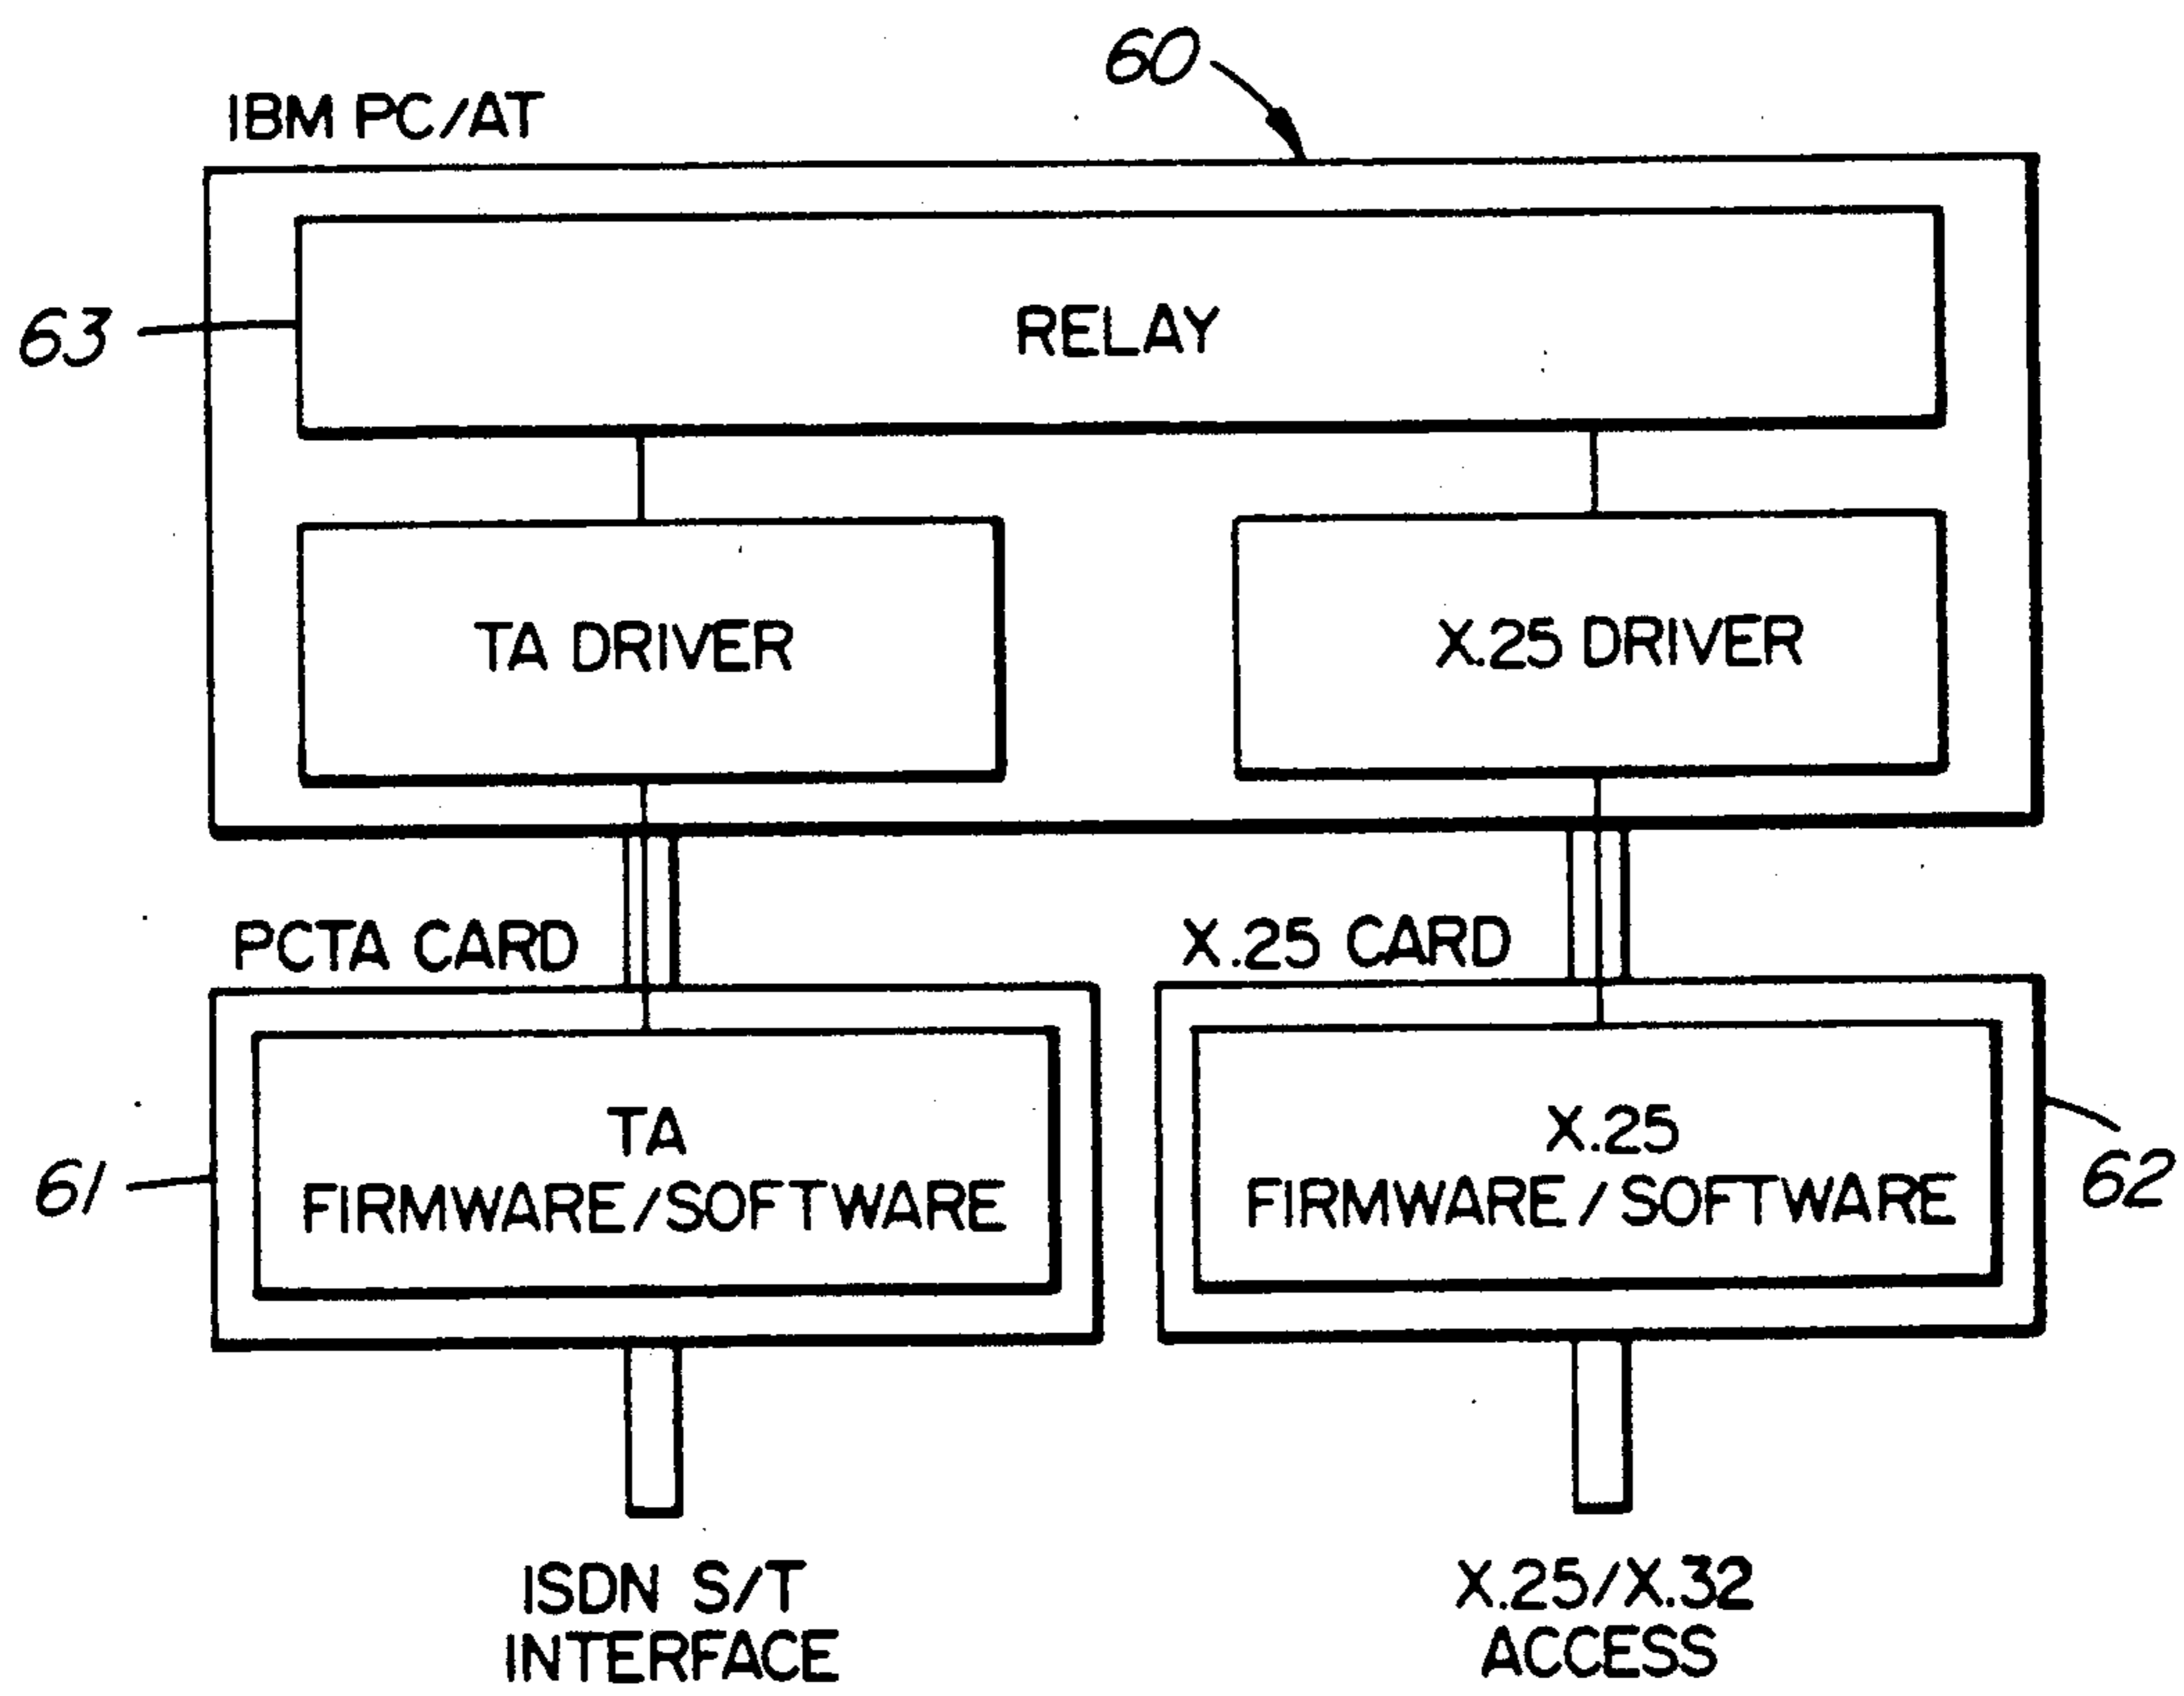 60
IBM PC/AT
63
RELAY
TA DRIVER
X.25 DRIVER
PCTA CARD
X.25 CARD
TA
FIRMWARE/SOFTWARE
X.25
FIRMWARE/SOFTWARE
61
62
ISDN S/T
INTERFACE
X.25/X.32
ACCESS